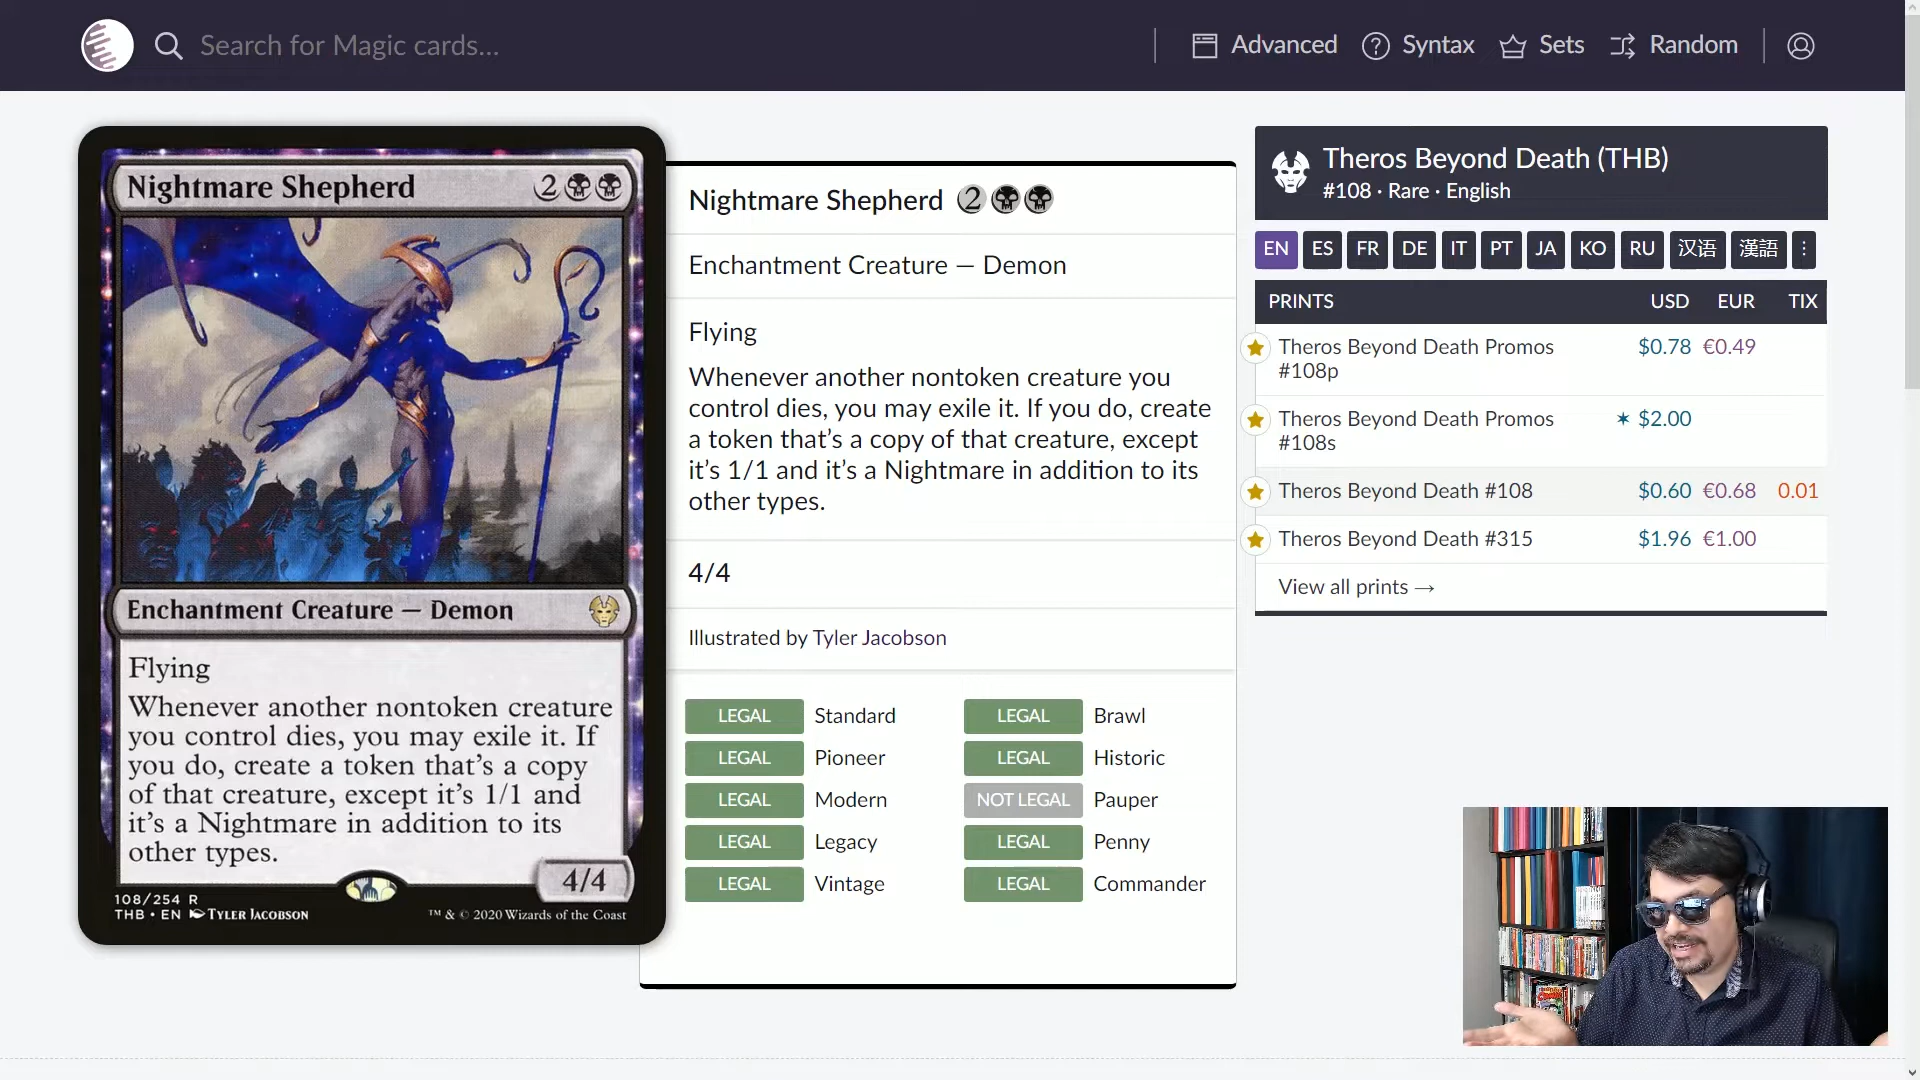 Search for Magic cards...
Advanced
Syntax
Sets
Random
Nightmare Shepherd 2
Enchantment Creature — Demon
Flying
Whenever another nontoken creature
you control dies, you may exile it. If
you do, create a token that's a copy
of that creature, except it's 1/1 and
it's a Nightmare in addition to its
other types.
4/4
108/254 R
THB • EN TYLER JACOBSON
™ & © 2020 Wizards of the Coast
Nightmare Shepherd 2
Enchantment Creature — Demon
Flying
Whenever another nontoken creature you
control dies, you may exile it. If you do, create
a token that's a copy of that creature, except
it's 1/1 and it's a Nightmare in addition to its
other types.
4/4
Illustrated by Tyler Jacobson
LEGAL Standard LEGAL Brawl
LEGAL Pioneer LEGAL Historic
LEGAL Modern NOT LEGAL Pauper
LEGAL Legacy LEGAL Penny
LEGAL Vintage LEGAL Commander
Theros Beyond Death (THB)
#108 · Rare · English
EN ES FR DE IT PT JA KO RU 汉语 漢語
PRINTS USD EUR TIX
Theros Beyond Death Promos $0.78 €0.49
#108p
Theros Beyond Death Promos ✶ $2.00
#108s
Theros Beyond Death #108 $0.60 €0.68 0.01
Theros Beyond Death #315 $1.96 €1.00
View all prints →